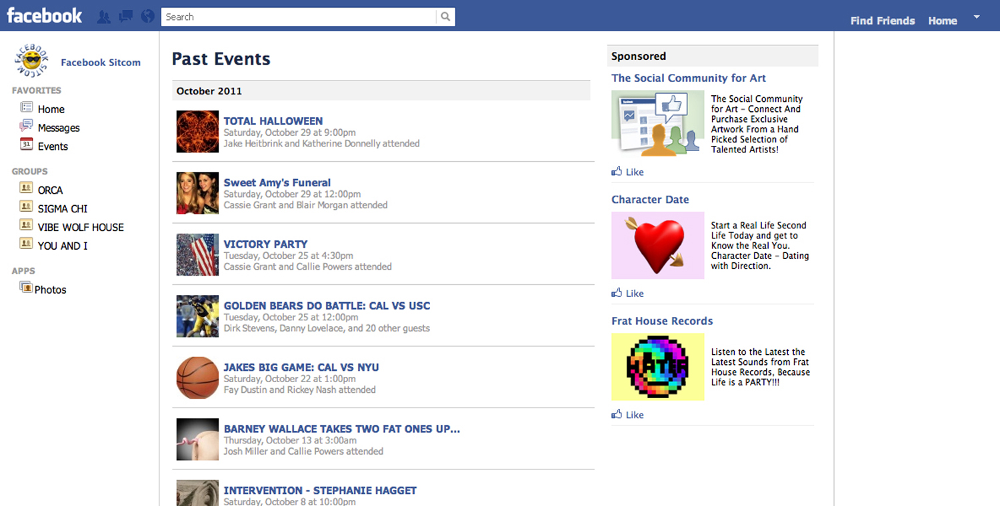 facebook
Search
Find Friends
Home
FACEBOOK SITCOM
Facebook Sitcom
FAVORITES
Home
Messages
31
Events
GROUPS
ORCA
SIGMA CHI
VIBE WOLF HOUSE
YOU AND I
APPS
Photos
Past Events
October 2011
TOTAL HALLOWEEN
Saturday, October 29 at 9:00pm
Jake Heitbrink and Katherine Donnelly attended
Sweet Amy's Funeral
Saturday, October 29 at 12:00pm
Cassie Grant and Blair Morgan attended
VICTORY PARTY
Tuesday, October 25 at 4:30pm
Cassie Grant and Callie Powers attended
GOLDEN BEARS DO BATTLE: CAL VS USC
Tuesday, October 25 at 12:00pm
Dirk Stevens, Danny Lovelace, and 20 other guests
JAKES BIG GAME: CAL VS NYU
Saturday, October 22 at 1:00pm
Fay Dustin and Rickey Nash attended
BARNEY WALLACE TAKES TWO FAT ONES UP...
Thursday, October 13 at 3:00am
Josh Miller and Callie Powers attended
INTERVENTION - STEPHANIE HAGGET
Saturday, October 8 at 10:00pm
Sponsored
The Social Community for Art
facebook
The Social Community
for Art – Connect And
Purchase Exclusive
Artwork From a Hand
Picked Selection of
Talented Artists!
Like
Character Date
Start a Real Life Second
Life Today and get to
Know the Real You.
Character Date – Dating
with Direction.
Like
Frat House Records
HATER
Listen to the Latest the
Latest Sounds from Frat
House Records, Because
Life is a PARTY!!!
Like